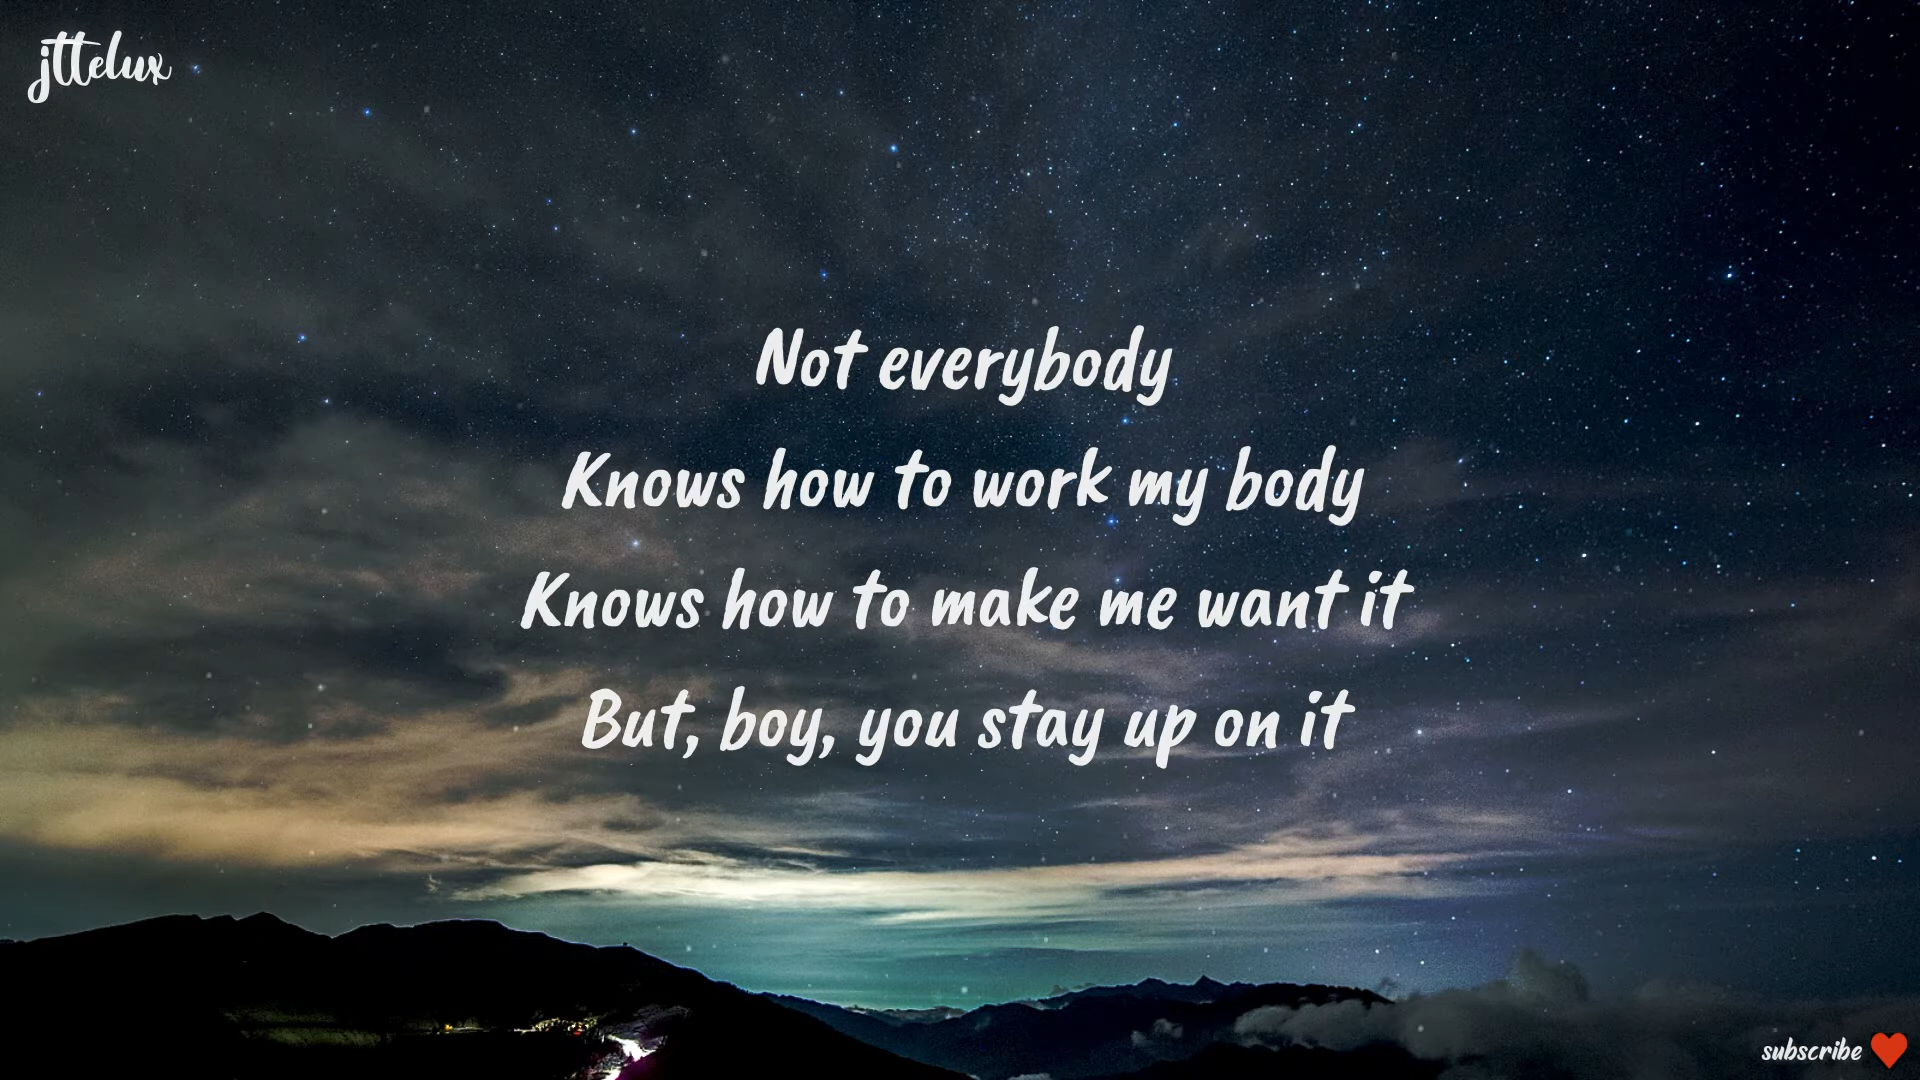 jttelux
Not everybody
Knows how to work my body
Knows how to make me want it
But, boy, you stay up on it
subscribe